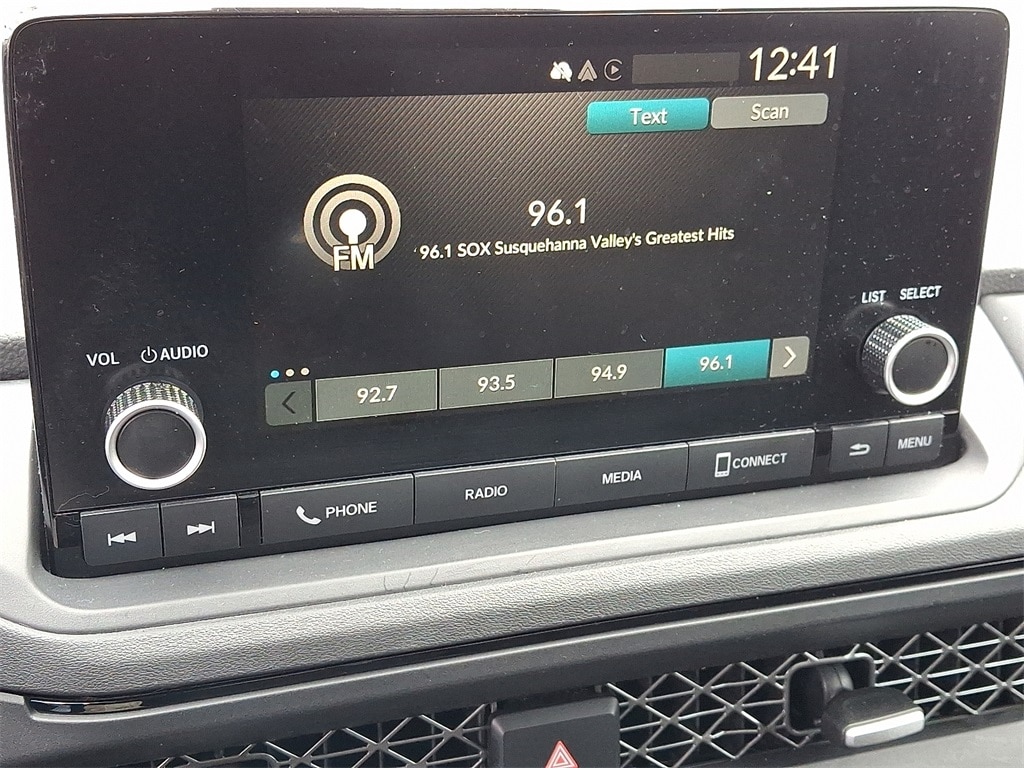 12:41
Text Scan
96.1
FM
96.1 SOX Susquehanna Valley's Greatest Hits
LIST SELECT
VOL AUDIO
92.7 93.5 94.9 96.1
PHONE RADIO MEDIA CONNECT MENU